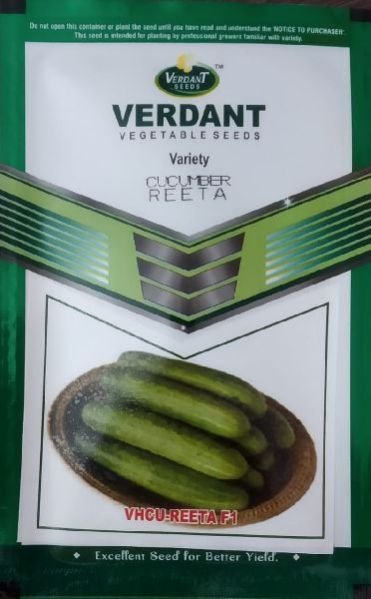 Do not open this container or plant the seed until you have read and understand the 'NOTICE TO PURCHASER'.
This seed is intended for planting by professional growers familiar with variety.
VERDANT TM
SEEDS
VERDANT
VEGETABLE SEEDS
Variety
CUCUMBER
REETA
VHCU-REETA F1
Excellent Seed for Better Yield.